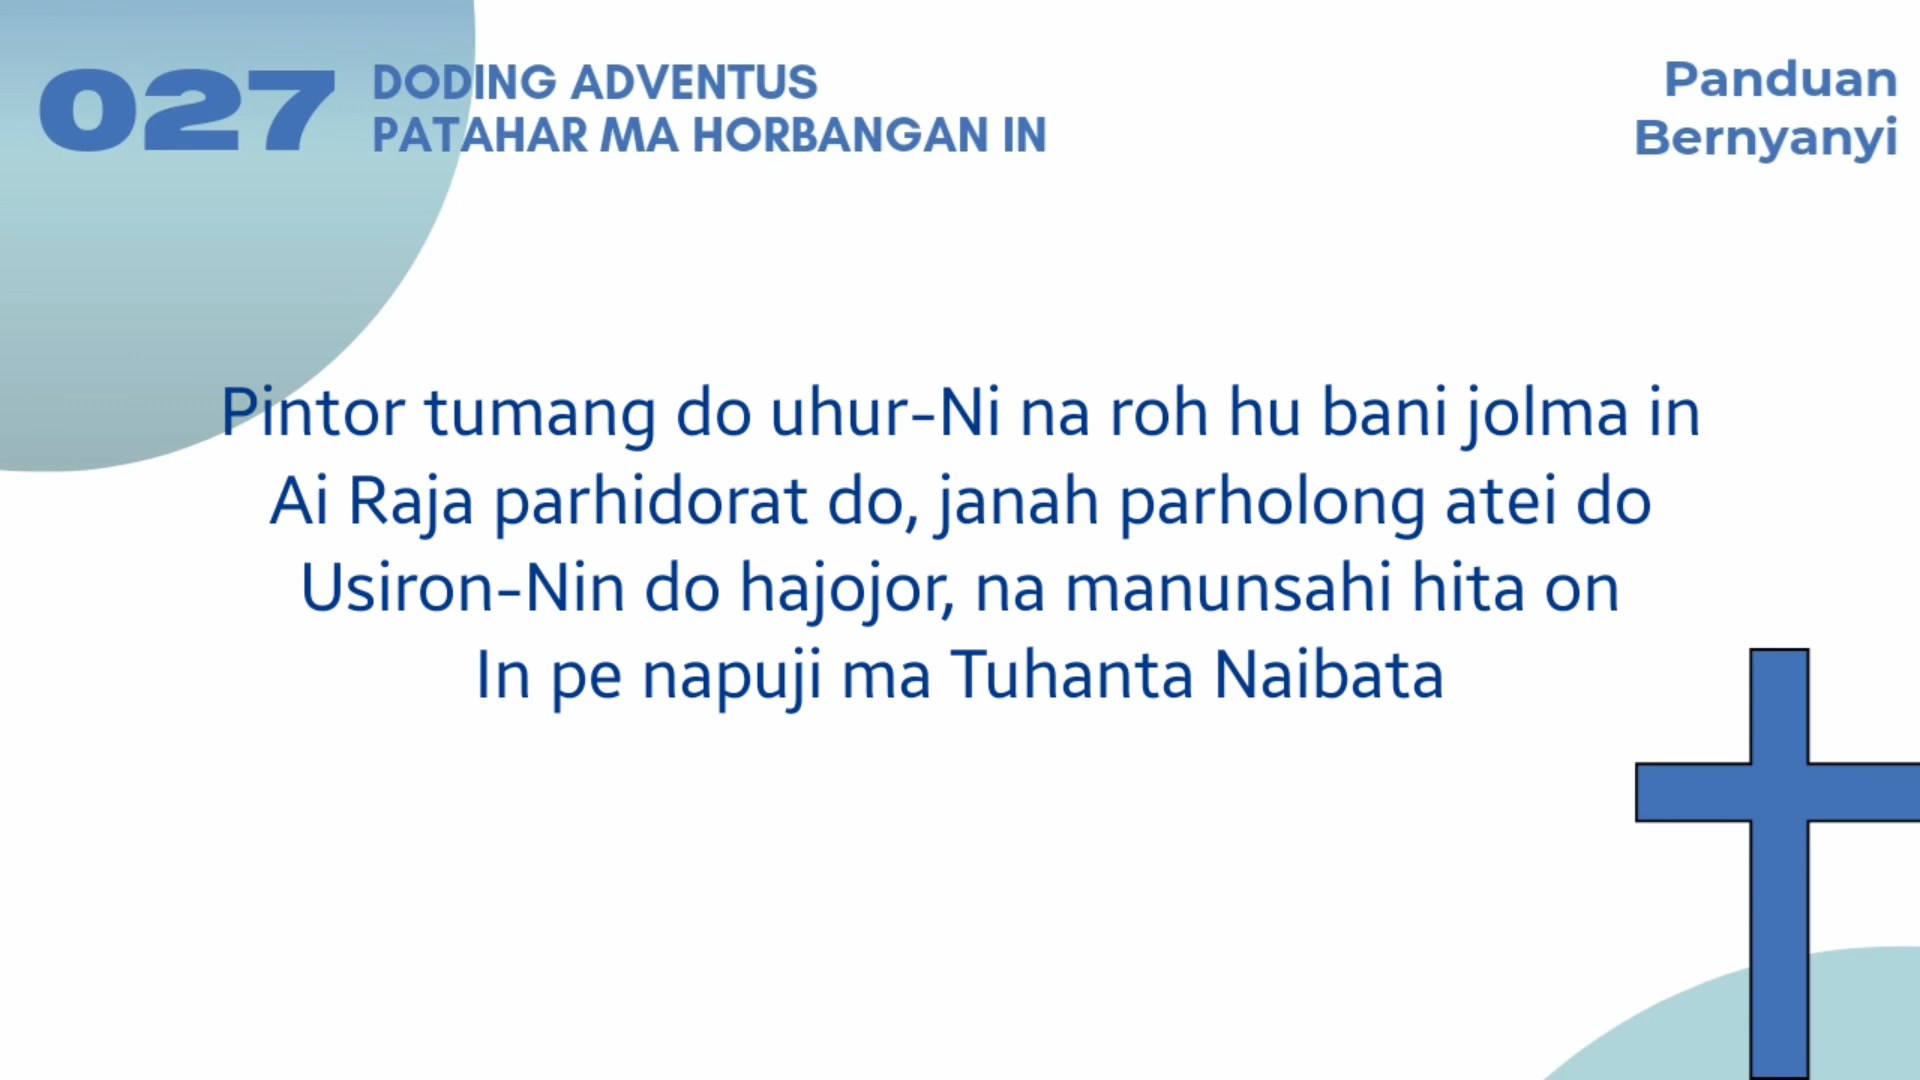 027
DODING ADVENTUS
PATAHAR MA HORBANGAN IN
Panduan
Bernyanyi
Pintor tumang do uhur-Ni na roh hu bani jolma in
Ai Raja parhidorat do, janah parholong atei do
Usiron-Nin do hajojor, na manunsahi hita on
In pe napuji ma Tuhanta Naibata